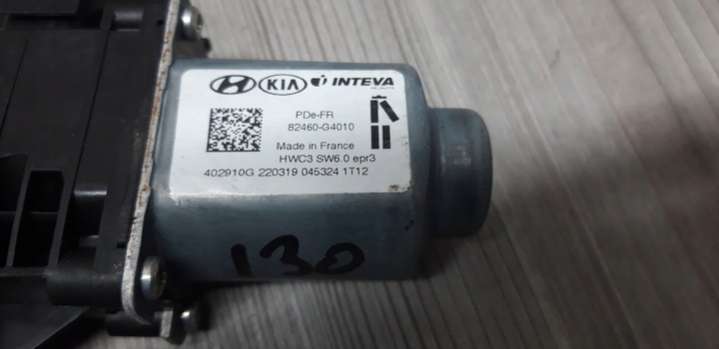 HYUNDAI KIA INTEVA
PDe-FR
82460-G4010
Made in France
HWC3 SW6.0 epr3
402910G 220319 045324 1T12
130